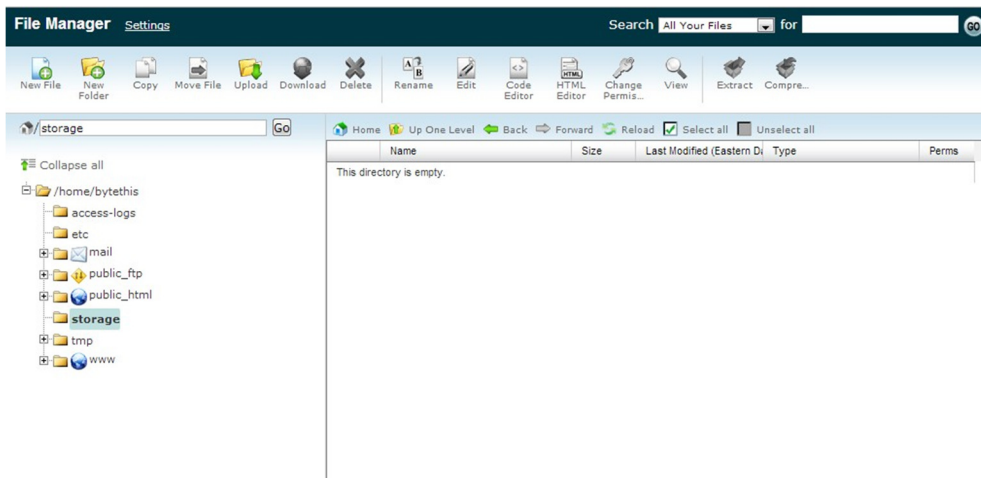 File Manager Settings Search All Your Files for GO
New File New Folder Copy Move File Upload Download Delete Rename Edit Code Editor HTML Editor Change Permis... View Extract Compre...
/storage Go Home Up One Level Back Forward Reload Select all Unselect all
Name Size Last Modified (Eastern Da Type Perms
Collapse all
This directory is empty.
/home/bytethis
access-logs
etc
mail
public_ftp
public_html
storage
tmp
www